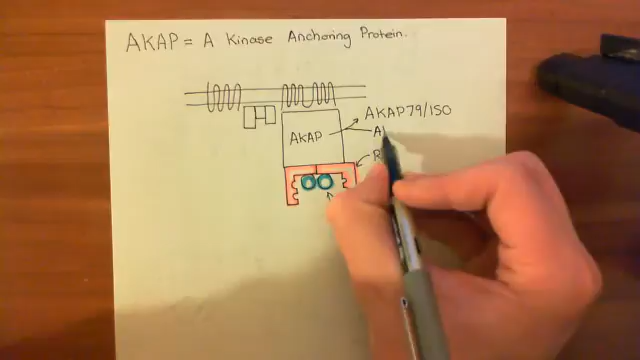 AKAP = A Kinase Anchoring Protein.
AKAP79/150
AKAP
A
R